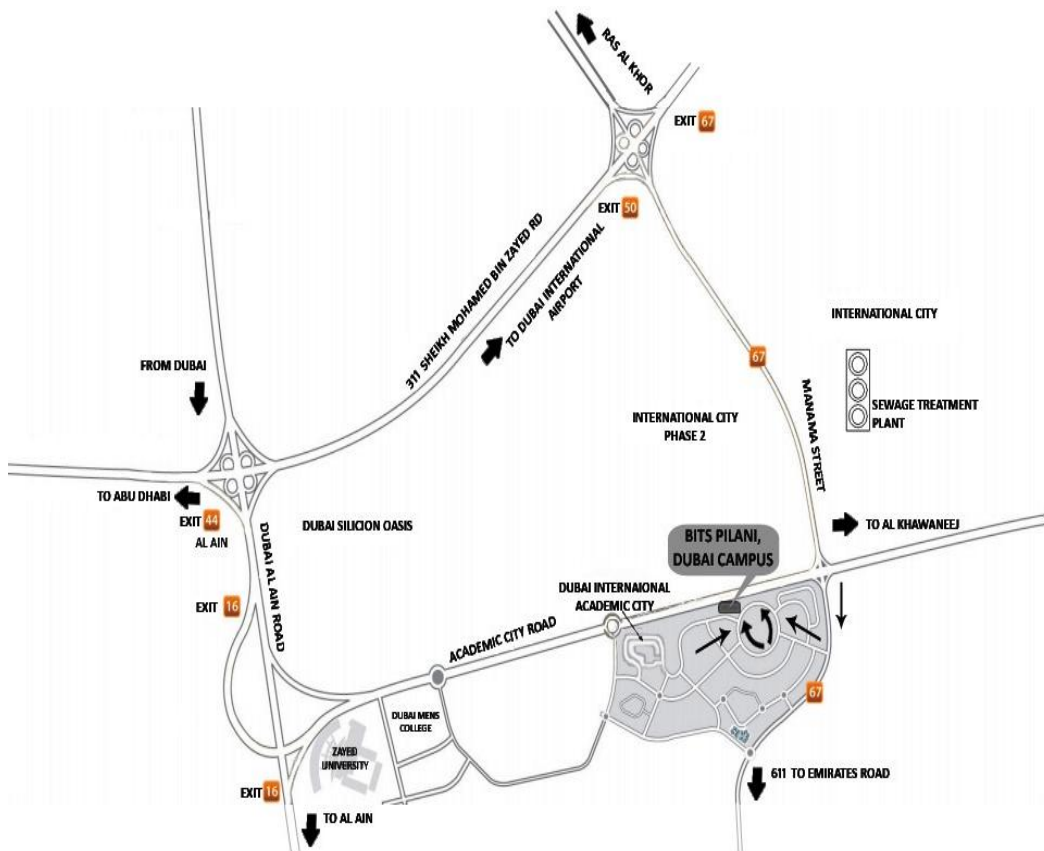 RAS AL KHOR
EXIT 67
EXIT 50
311 SHEIKH MOHAMED BIN ZAYED RD
TO DUBAI INTERNATIONAL
AIRPORT
INTERNATIONAL CITY
FROM DUBAI
67
SEWAGE TREATMENT
PLANT
MANAMA STREET
INTERNATIONAL CITY
PHASE 2
TO ABU DHABI
EXIT 44
AL AIN
DUBAI SILICION OASIS
TO AL KHAWANEEJ
BITS PILANI,
DUBAI CAMPUS
DUBAI AL AIN ROAD
DUBAI INTERNAIONAL
ACADEMIC CITY
EXIT 16
ACADEMIC CITY ROAD
67
DUBAI MENS
COLLEGE
ZAYED
UNIVERSITY
EXIT 16
611 TO EMIRATES ROAD
TO AL AIN